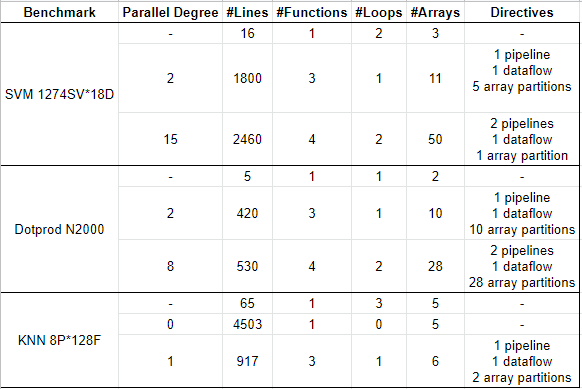 Benchmark Parallel Degree #Lines #Functions #Loops #Arrays Directives
SVM 1274SV*18D
- 16 1 2 3 -
2 1800 3 1 11 1 pipeline
1 dataflow
5 array partitions
15 2460 4 2 50 2 pipelines
1 dataflow
1 array partition
Dotprod N2000
- 5 1 1 2 -
2 420 3 1 10 1 pipeline
1 dataflow
10 array partitions
8 530 4 2 28 2 pipelines
1 dataflow
28 array partitions
KNN 8P*128F
- 65 1 3 5 -
0 4503 1 0 5 -
1 917 3 1 6 1 pipeline
1 dataflow
2 array partitions